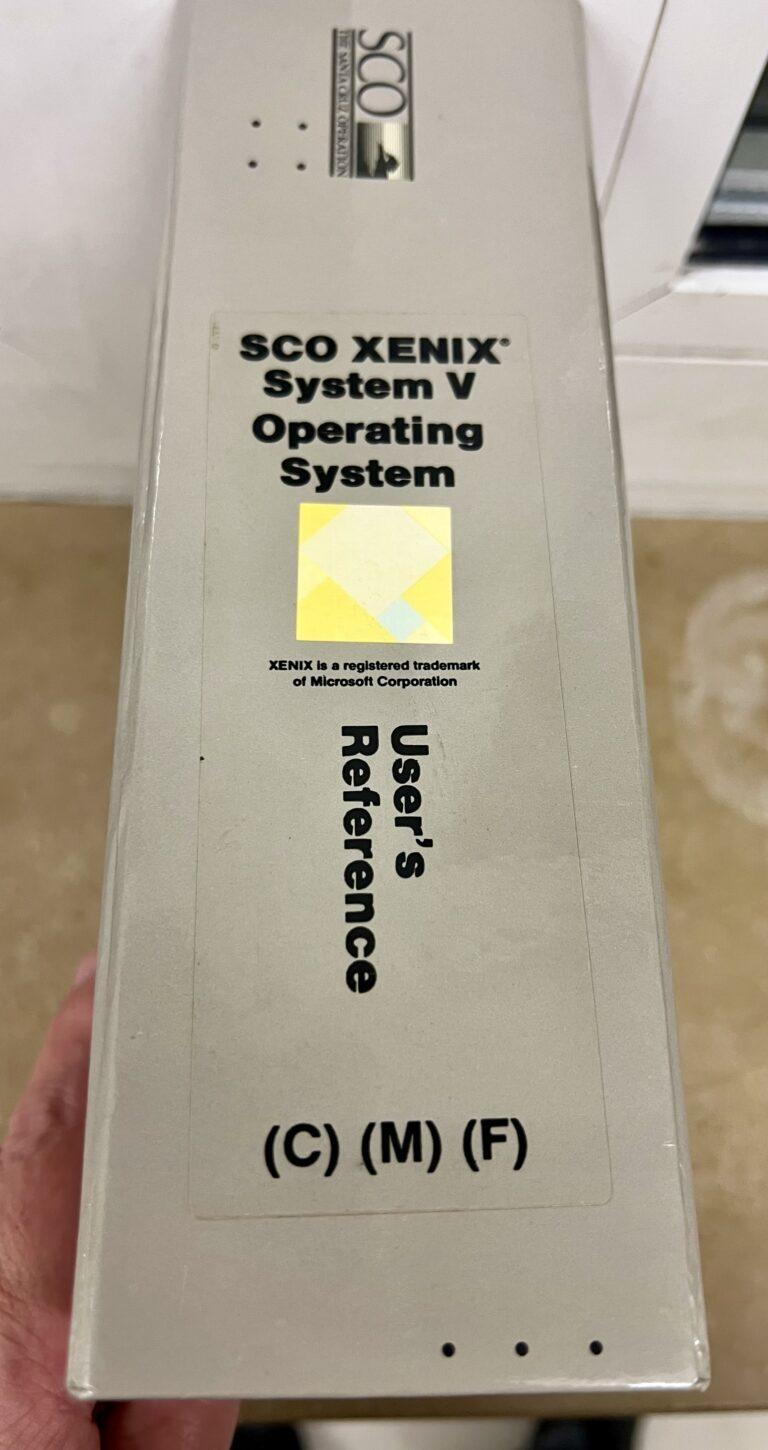 SCO
THE SANTA CRUZ OPERATION
SCO XENIX®
System V
Operating
System
XENIX is a registered trademark
of Microsoft Corporation
User's
Reference
(C) (M) (F)